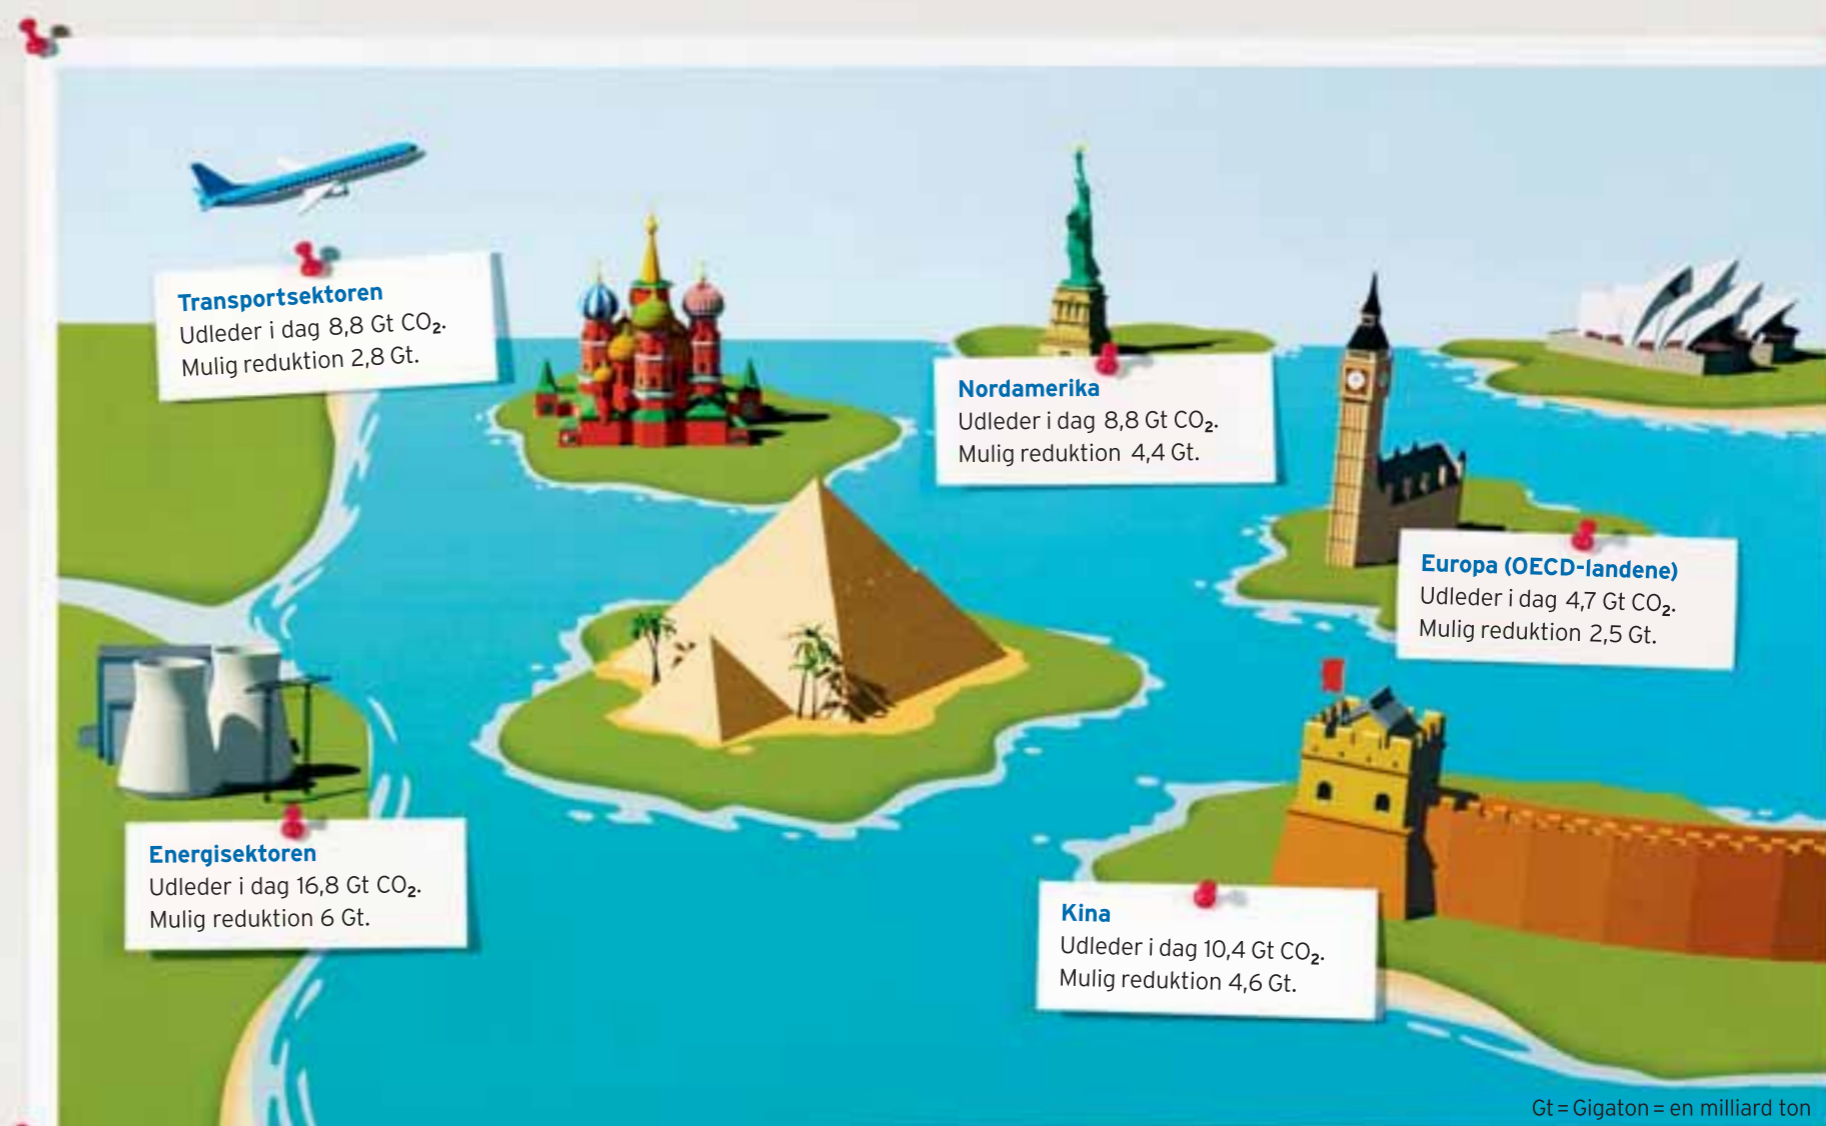 Transportsektoren
Udleder i dag 8,8 Gt CO₂.
Mulig reduktion 2,8 Gt.
Nordamerika
Udleder i dag 8,8 Gt CO₂.
Mulig reduktion 4,4 Gt.
Europa (OECD-landene)
Udleder i dag 4,7 Gt CO₂.
Mulig reduktion 2,5 Gt.
Energisektoren
Udleder i dag 16,8 Gt CO₂.
Mulig reduktion 6 Gt.
Kina
Udleder i dag 10,4 Gt CO₂.
Mulig reduktion 4,6 Gt.
Gt = Gigaton = en milliard ton